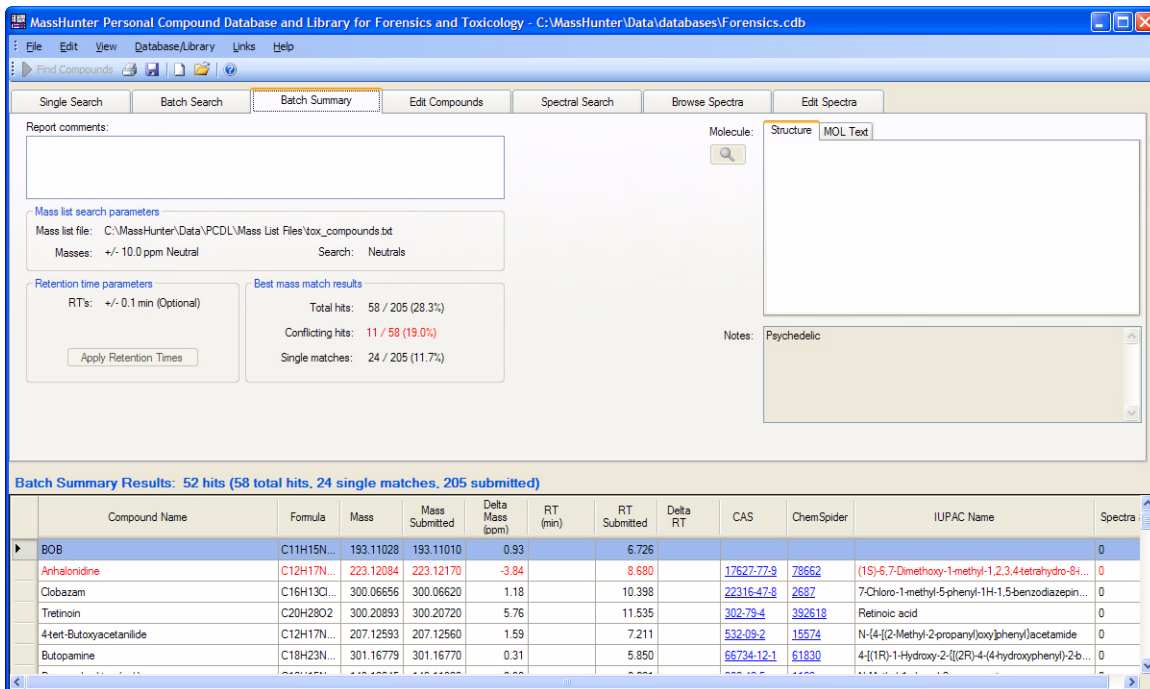 MassHunter Personal Compound Database and Library for Forensics and Toxicology - C:\MassHunter\Data\databases\Forensics.cdb
File Edit View Database/Library Links Help
Find Compounds
Single Search Batch Search Batch Summary Edit Compounds Spectral Search Browse Spectra Edit Spectra
Report comments:
Molecule: Structure MOL Text
Mass list search parameters
Mass list file: C:\MassHunter\Data\PCDL\Mass List Files\tox_compounds.txt
Masses: +/- 10.0 ppm Neutral Search: Neutrals
Retention time parameters Best mass match results
RT's: +/- 0.1 min (Optional) Total hits: 58 / 205 (28.3%)
Conflicting hits: 11 / 58 (19.0%)
Notes: Psychedelic
Apply Retention Times Single matches: 24 / 205 (11.7%)
Batch Summary Results: 52 hits (58 total hits, 24 single matches, 205 submitted)
Compound Name Formula Mass Mass Submitted Delta Mass (ppm) RT (min) RT Submitted Delta RT CAS ChemSpider IUPAC Name Spectra
BOB C11H15N... 193.11028 193.11010 0.93 6.726 0
Anhalonidine C12H17N... 223.12084 223.12170 -3.84 8.680 17627-77-9 78662 (1S)-6,7-Dimethoxy-1-methyl-1,2,3,4-tetrahydro-8-i... 0
Clobazam C16H13Cl... 300.06656 300.06620 1.18 10.398 22316-47-8 2687 7-Chloro-1-methyl-5-phenyl-1H-1,5-benzodiazepin... 0
Tretinoin C20H28O2 300.20893 300.20720 5.76 11.535 302-79-4 392618 Retinoic acid 0
4-tert-Butoxyacetanilide C12H17N... 207.12593 207.12560 1.59 7.211 532-09-2 15574 N-{4-[(2-Methyl-2-propanyl)oxy]phenyl}acetamide 0
Butopamine C18H23N... 301.16779 301.16770 0.31 5.850 66734-12-1 61830 4-[(1R)-1-Hydroxy-2-{[(2R)-4-(4-hydroxyphenyl)-2-b... 0